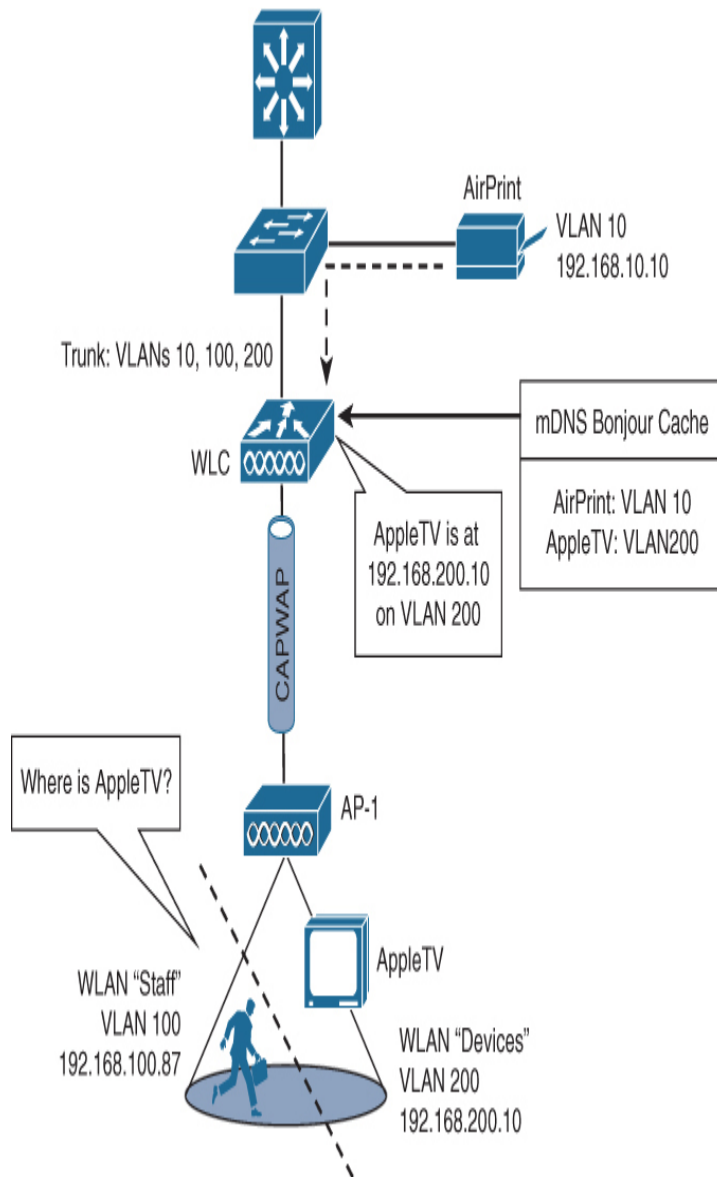 AirPrint
VLAN 10
192.168.10.10
Trunk: VLANs 10, 100, 200
WLC
mDNS Bonjour Cache
AirPrint: VLAN 10
AppleTV: VLAN200
AppleTV is at
192.168.200.10
on VLAN 200
CAPWAP
Where is AppleTV?
AP-1
AppleTV
WLAN “Staff”
VLAN 100
192.168.100.87
WLAN “Devices”
VLAN 200
192.168.200.10